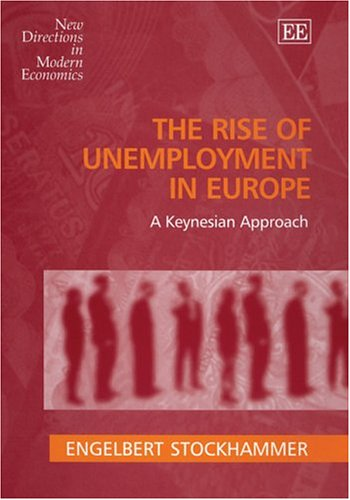 New
Directions in
Modern
Economics
EE
THE RISE OF
UNEMPLOYMENT
IN EUROPE
A Keynesian Approach
ENGELBERT STOCKHAMMER